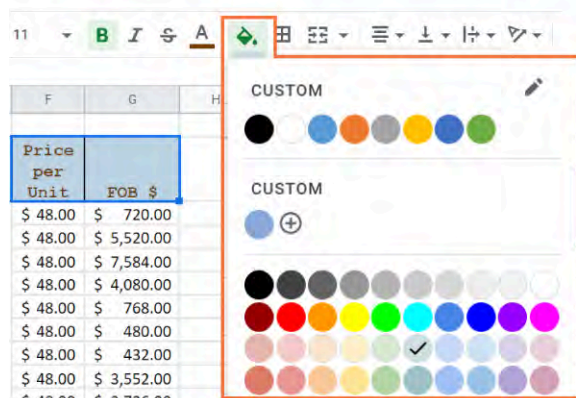 11 B I S A
F G H
CUSTOM
Price
per
Unit FOB $
CUSTOM
$ 48.00 $ 720.00
$ 48.00 $ 5,520.00
$ 48.00 $ 7,584.00
$ 48.00 $ 4,080.00
$ 48.00 $ 768.00
$ 48.00 $ 480.00
$ 48.00 $ 432.00
$ 48.00 $ 3,552.00